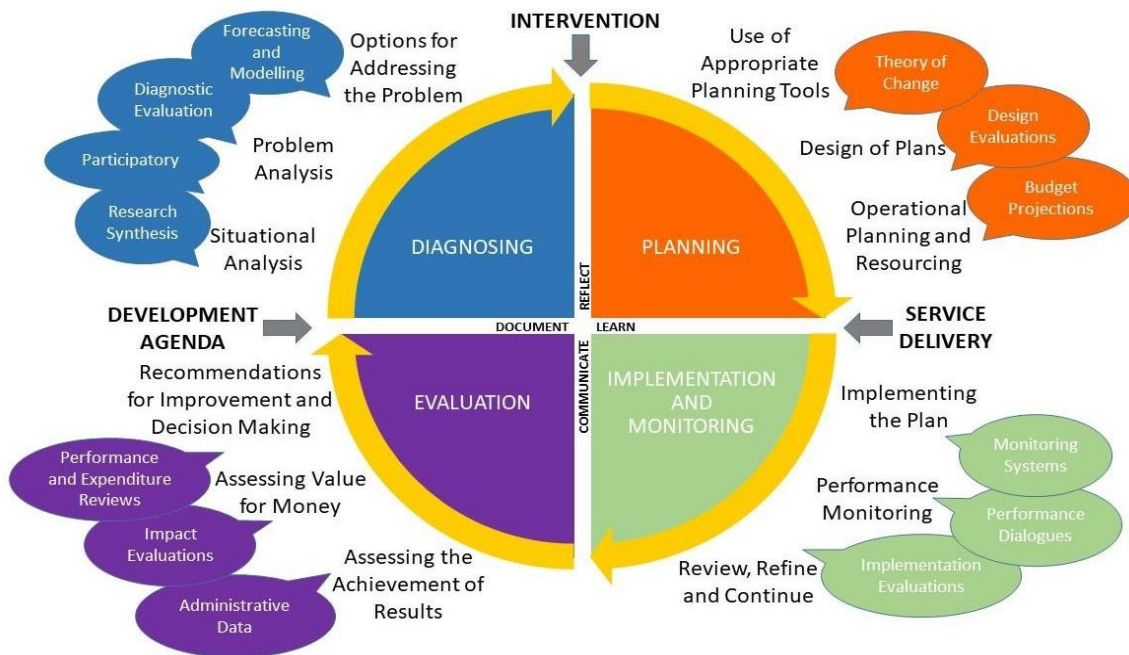 INTERVENTION
Forecasting
and
Modelling
Options for
Addressing
the Problem
Diagnostic
Evaluation
Problem
Analysis
Participatory
Research
Synthesis
Situational
Analysis
DIAGNOSING
Use of
Appropriate
Planning Tools
Theory of
Change
Design of Plans
Design
Evaluations
Operational
Planning and
Resourcing
Budget
Projections
PLANNING
REFLECT
DOCUMENT
LEARN
COMMUNICATE
DEVELOPMENT
AGENDA
SERVICE
DELIVERY
Recommendations
for Improvement and
Decision Making
EVALUATION
Performance
and Expenditure
Reviews
Assessing Value
for Money
Impact
Evaluations
Assessing the
Achievement of
Results
Administrative
Data
IMPLEMENTATION
AND
MONITORING
Implementing
the Plan
Monitoring
Systems
Performance
Monitoring
Performance
Dialogues
Review, Refine
and Continue
Implementation
Evaluations